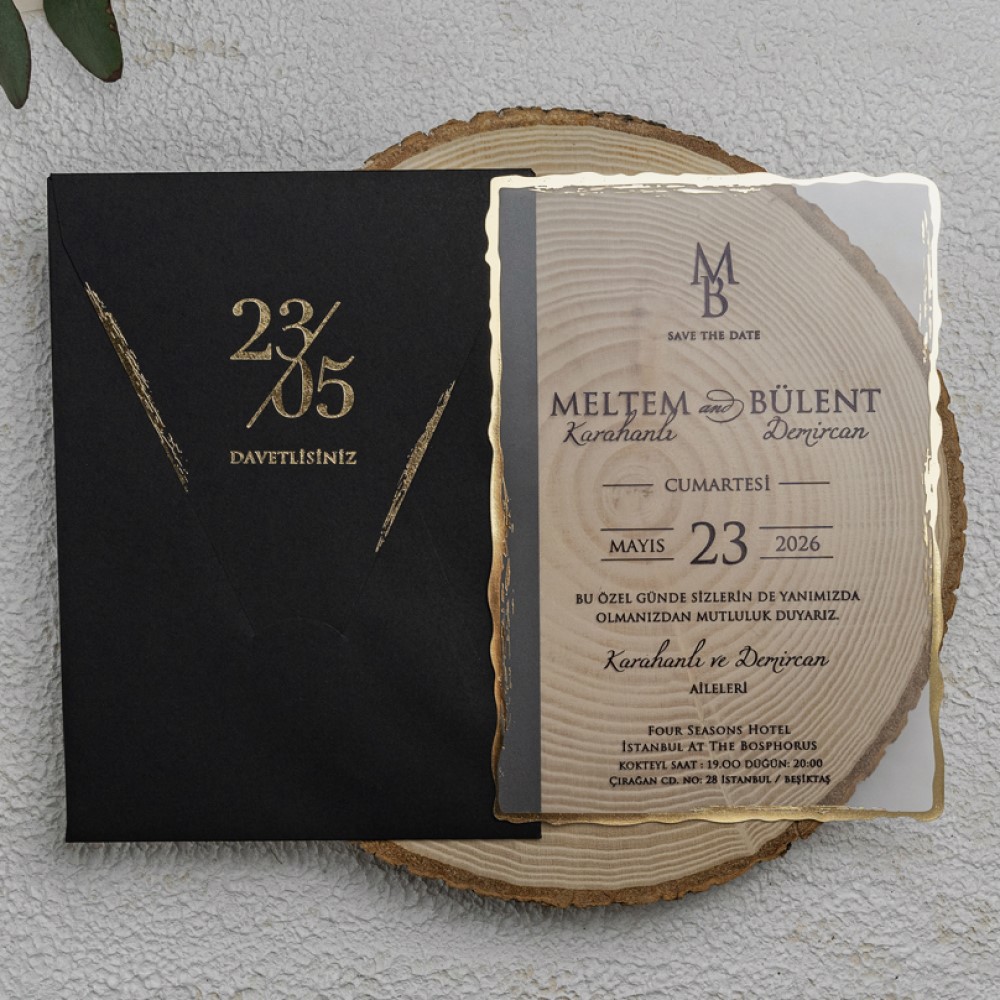 23/
05
DAVETLİSİNİZ
M
B
SAVE THE DATE
MELTEM and BÜLENT
Karahanlı Demircan
CUMARTESİ
MAYIS 23 2026
BU ÖZEL GÜNDE SİZLERİN DE YANIMIZDA
OLMANIZDAN MUTLULUK DUYARIZ.
Karahanlı ve Demircan
AİLELERİ
FOUR SEASONS HOTEL
İSTANBUL AT THE BOSPHORUS
KOKTEYL SAAT : 19.00 DÜĞÜN: 20:00
ÇIRAĞAN CD. NO: 28 İSTANBUL / BEŞİKTAŞ